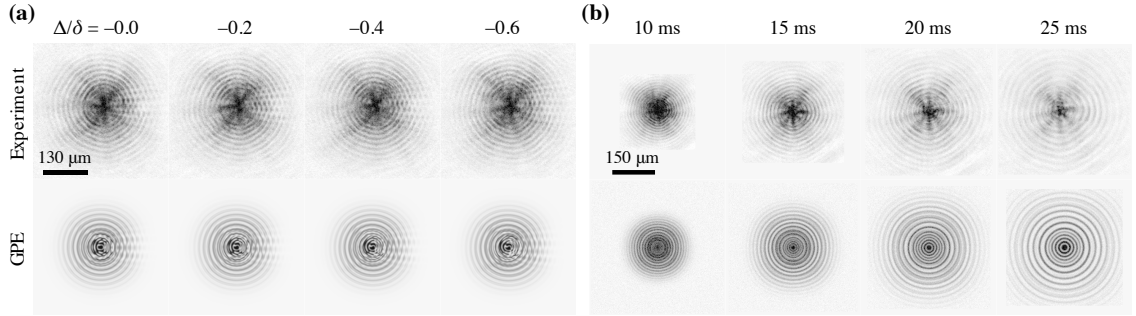 (a)
Δ/δ = −0.0 −0.2 −0.4 −0.6
Experiment
130 μm
GPE
(b)
10 ms 15 ms 20 ms 25 ms
150 μm